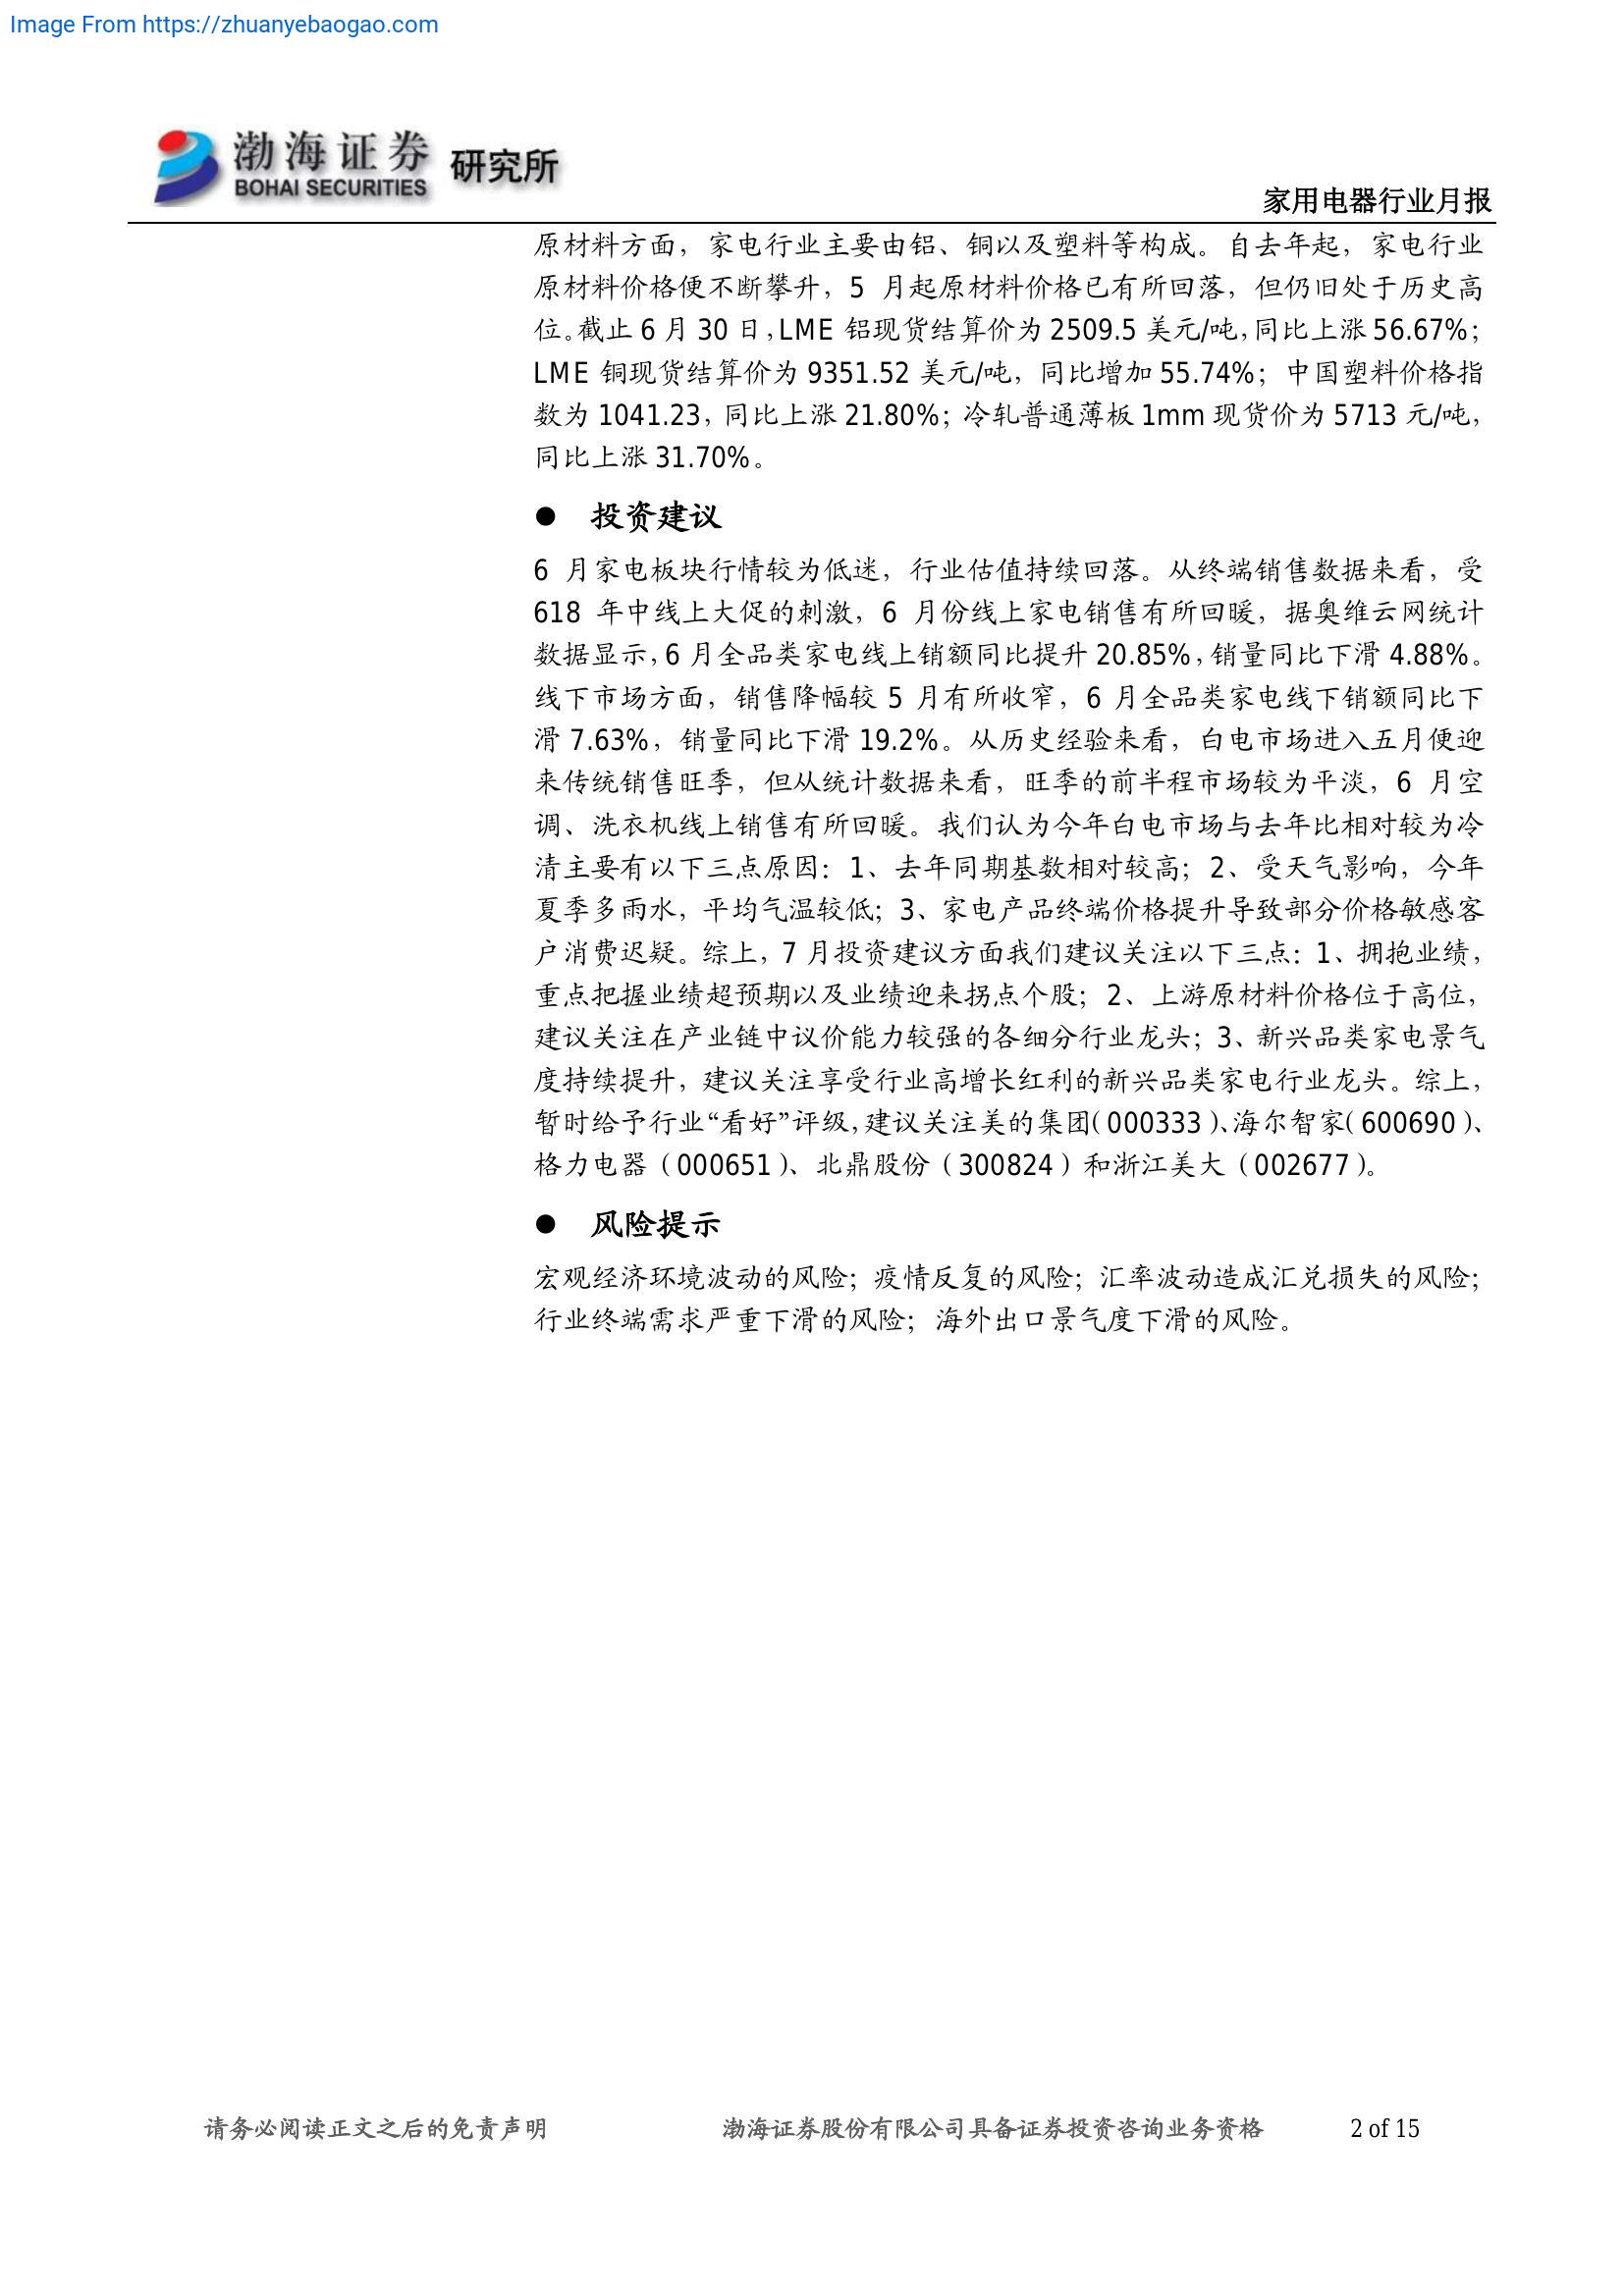 Image From https://zhuanyebaogao.com
渤海证券 研究所
BOHAI SECURITIES
家用电器行业月报
原材料方面，家电行业主要由铝、铜以及塑料等构成。自去年起，家电行业
原材料价格便不断攀升，5 月起原材料价格已有所回落，但仍旧处于历史高
位。截止 6 月 30 日，LME 铝现货结算价为 2509.5 美元/吨，同比上涨 56.67%；
LME 铜现货结算价为 9351.52 美元/吨，同比增加 55.74%；中国塑料价格指
数为 1041.23，同比上涨 21.80%；冷轧普通薄板 1mm 现货价为 5713 元/吨，
同比上涨 31.70%。
● 投资建议
6 月家电板块行情较为低迷，行业估值持续回落。从终端销售数据来看，受
618 年中线上大促的刺激，6 月份线上家电销售有所回暖，据奥维云网统计
数据显示，6 月全品类家电线上销额同比提升 20.85%，销量同比下滑 4.88%。
线下市场方面，销售降幅较 5 月有所收窄，6 月全品类家电线下销额同比下
滑 7.63%，销量同比下滑 19.2%。从历史经验来看，白电市场进入五月便迎
来传统销售旺季，但从统计数据来看，旺季的前半程市场较为平淡，6 月空
调、洗衣机线上销售有所回暖。我们认为今年白电市场与去年比相对较为冷
清主要有以下三点原因：1、去年同期基数相对较高；2、受天气影响，今年
夏季多雨水，平均气温较低；3、家电产品终端价格提升导致部分价格敏感客
户消费迟疑。综上，7 月投资建议方面我们建议关注以下三点：1、拥抱业绩，
重点把握业绩超预期以及业绩迎来拐点个股；2、上游原材料价格位于高位，
建议关注在产业链中议价能力较强的各细分行业龙头；3、新兴品类家电景气
度持续提升，建议关注享受行业高增长红利的新兴品类家电行业龙头。综上，
暂时给予行业“看好”评级，建议关注美的集团（000333）、海尔智家（600690）、
格力电器（000651）、北鼎股份（300824）和浙江美大（002677）。
● 风险提示
宏观经济环境波动的风险；疫情反复的风险；汇率波动造成汇兑损失的风险；
行业终端需求严重下滑的风险；海外出口景气度下滑的风险。
请务必阅读正文之后的免责声明 渤海证券股份有限公司具备证券投资咨询业务资格 2 of 15